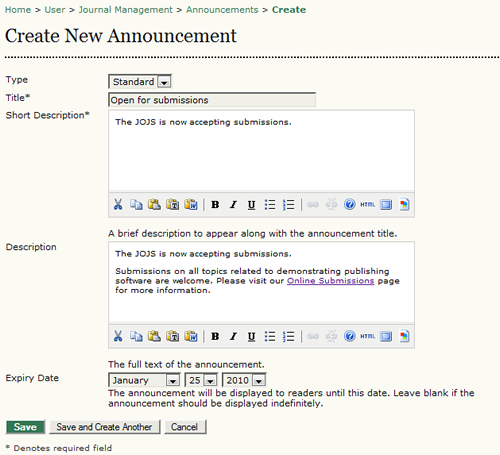 Home > User > Journal Management > Announcements > Create
Create New Announcement
Type
Standard
Title*
Open for submissions
Short Description*
The JOJS is now accepting submissions.
B I U HTML
A brief description to appear along with the announcement title.
Description
The JOJS is now accepting submissions.
Submissions on all topics related to demonstrating publishing
software are welcome. Please visit our Online Submissions page
for more information.
B I U HTML
The full text of the announcement.
Expiry Date
January 25 2010
The announcement will be displayed to readers until this date. Leave blank if the
announcement should be displayed indefinitely.
Save Save and Create Another Cancel
* Denotes required field